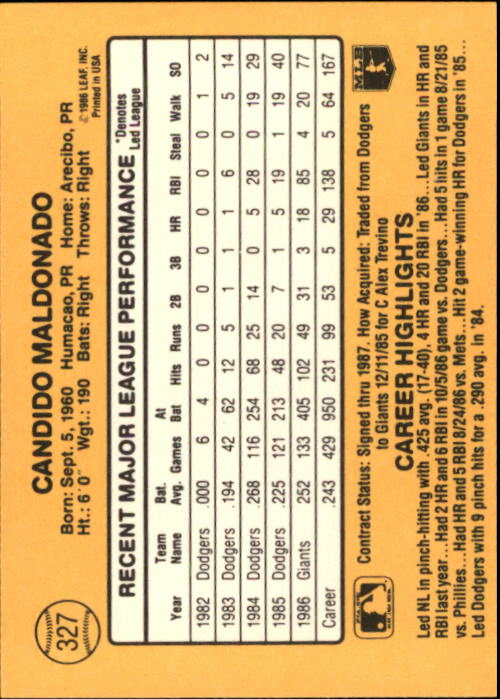 327
CANDIDO MALDONADO
Born: Sept. 5, 1960 Humacao, PR Home: Arecibo, PR
Ht.: 6´0˝ Wgt.: 190 Bats: Right Throws: Right
© 1986 LEAF, INC.
Printed in USA
RECENT MAJOR LEAGUE PERFORMANCE
*Denotes
Led League
Year Team Name Bat. Avg. Games At Bat Hits Runs 2B 3B HR RBI Steal Walk SO
1982 Dodgers .000 6 4 0 0 0 0 0 0 0 1 2
1983 Dodgers .194 42 62 12 5 1 1 1 6 0 5 14
1984 Dodgers .268 116 254 68 25 14 0 5 28 0 19 29
1985 Dodgers .225 121 213 48 20 7 1 5 19 1 19 40
1986 Giants .252 133 405 102 49 31 3 18 85 4 20 77
Career .243 429 950 231 99 53 5 29 138 5 64 167
Contract Status: Signed thru 1987. How Acquired: Traded from Dodgers
to Giants 12/11/85 for C Alex Trevino
MLB
CAREER HIGHLIGHTS
Led NL in pinch-hitting with .425 avg. (17-40), 4 HR and 20 RBI in '86...Led Giants in HR and
RBI last year...Had 2 HR and 6 RBI in 10/5/86 game vs. Dodgers...Had 5 hits in 1 game 8/21/85
vs. Phillies...Had HR and 5 RBI 8/24/86 vs. Mets...Hit 2 game-winning HR for Dodgers in '85...
Led Dodgers with 9 pinch hits for a .290 avg. in '84.